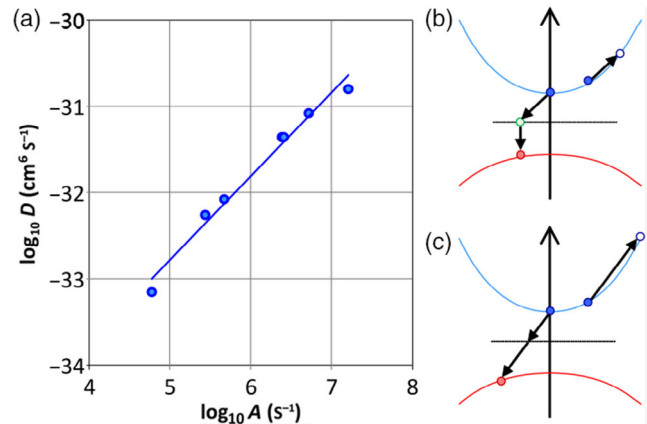 (a)
−30
−31
−32
−33
−34
log₁₀ D (cm⁶ s⁻¹)
4 5 6 7 8
log₁₀ A (s⁻¹)
(b)
(c)